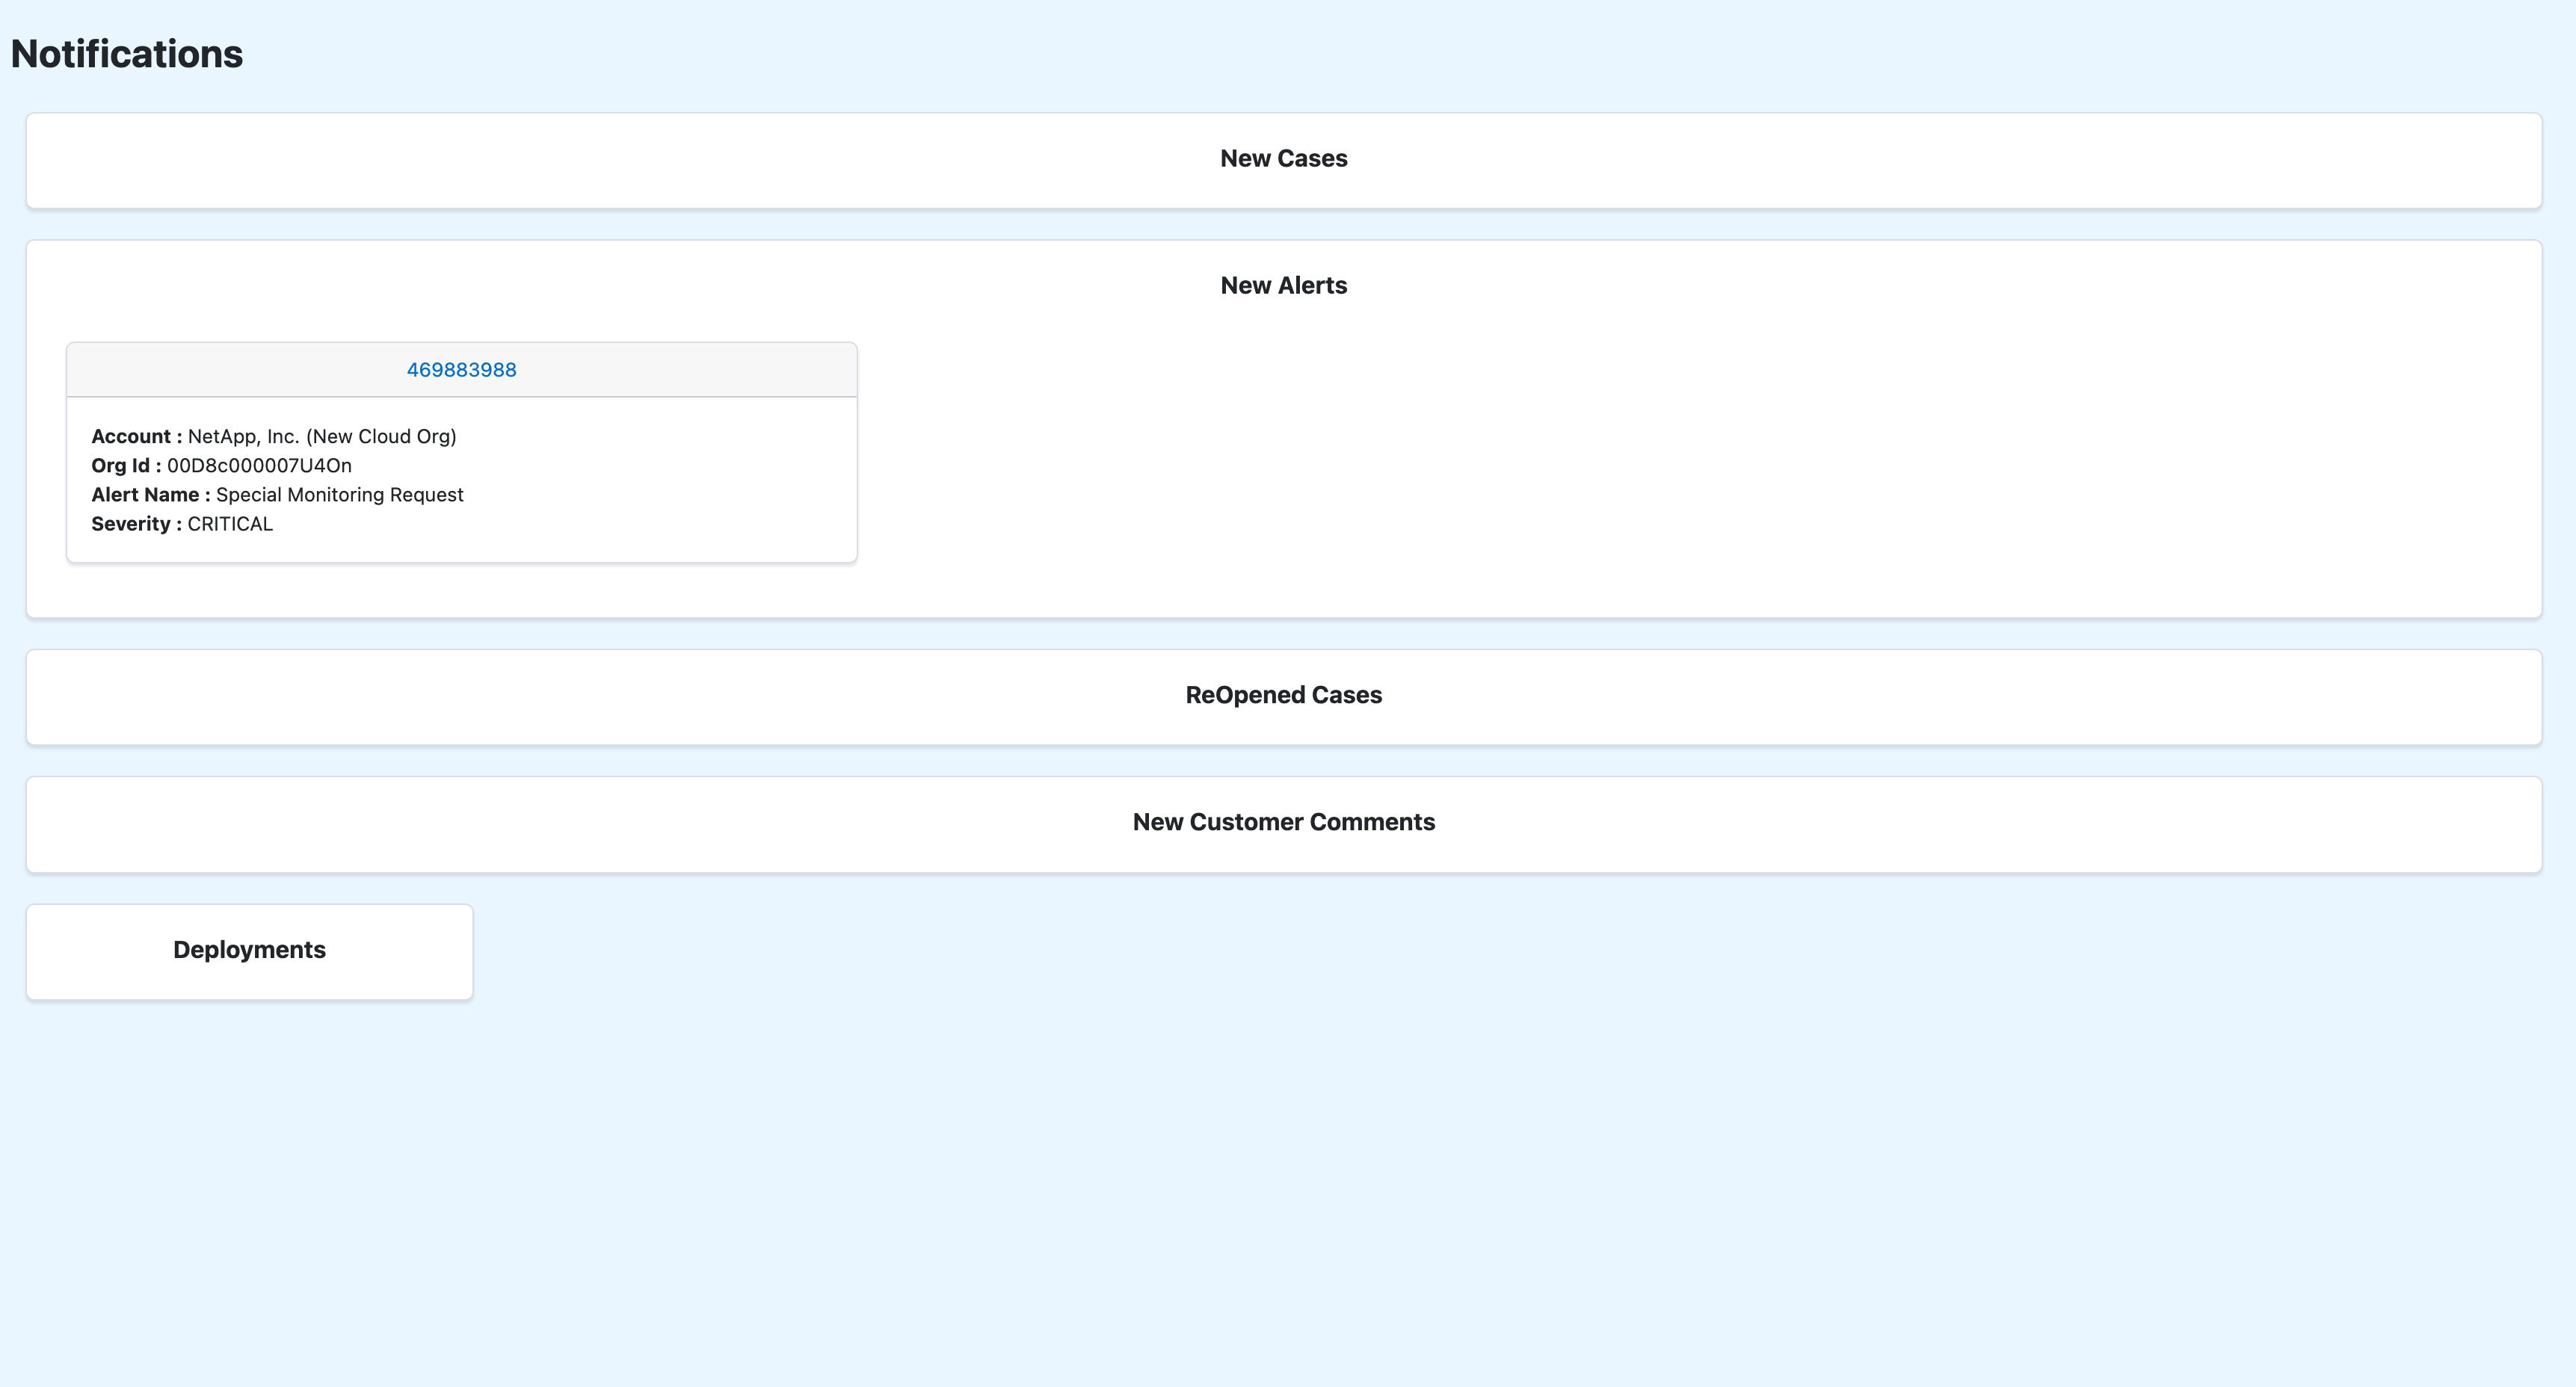 Notifications
New Cases
New Alerts
469883988
Account : NetApp, Inc. (New Cloud Org)
Org Id : 00D8c000007U4On
Alert Name : Special Monitoring Request
Severity : CRITICAL
ReOpened Cases
New Customer Comments
Deployments